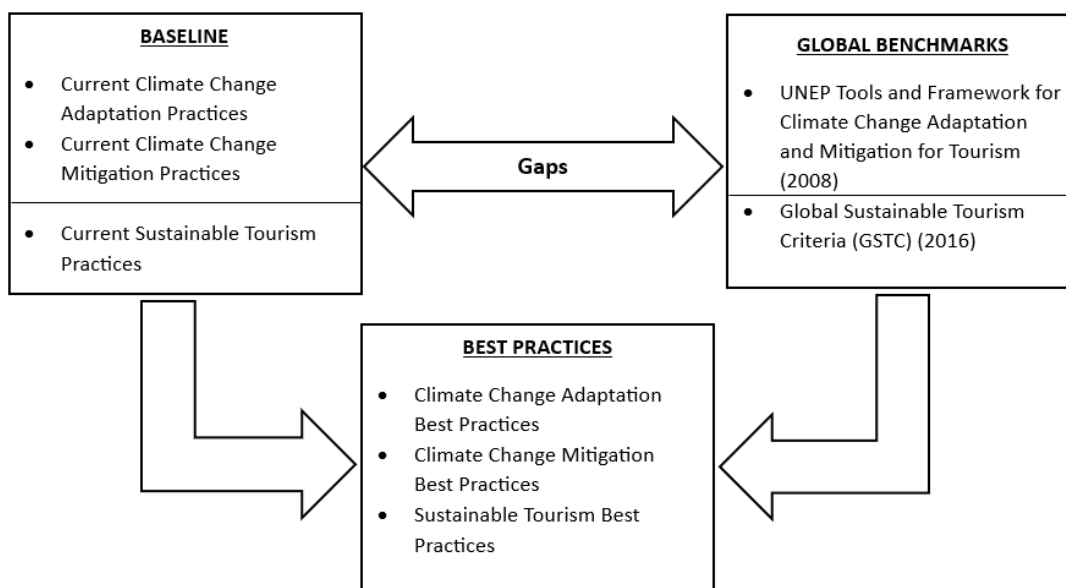 BASELINE
• Current Climate Change
Adaptation Practices
• Current Climate Change
Mitigation Practices
• Current Sustainable Tourism
Practices
Gaps
GLOBAL BENCHMARKS
• UNEP Tools and Framework for
Climate Change Adaptation
and Mitigation for Tourism
(2008)
• Global Sustainable Tourism
Criteria (GSTC) (2016)
BEST PRACTICES
• Climate Change Adaptation
Best Practices
• Climate Change Mitigation
Best Practices
• Sustainable Tourism Best
Practices